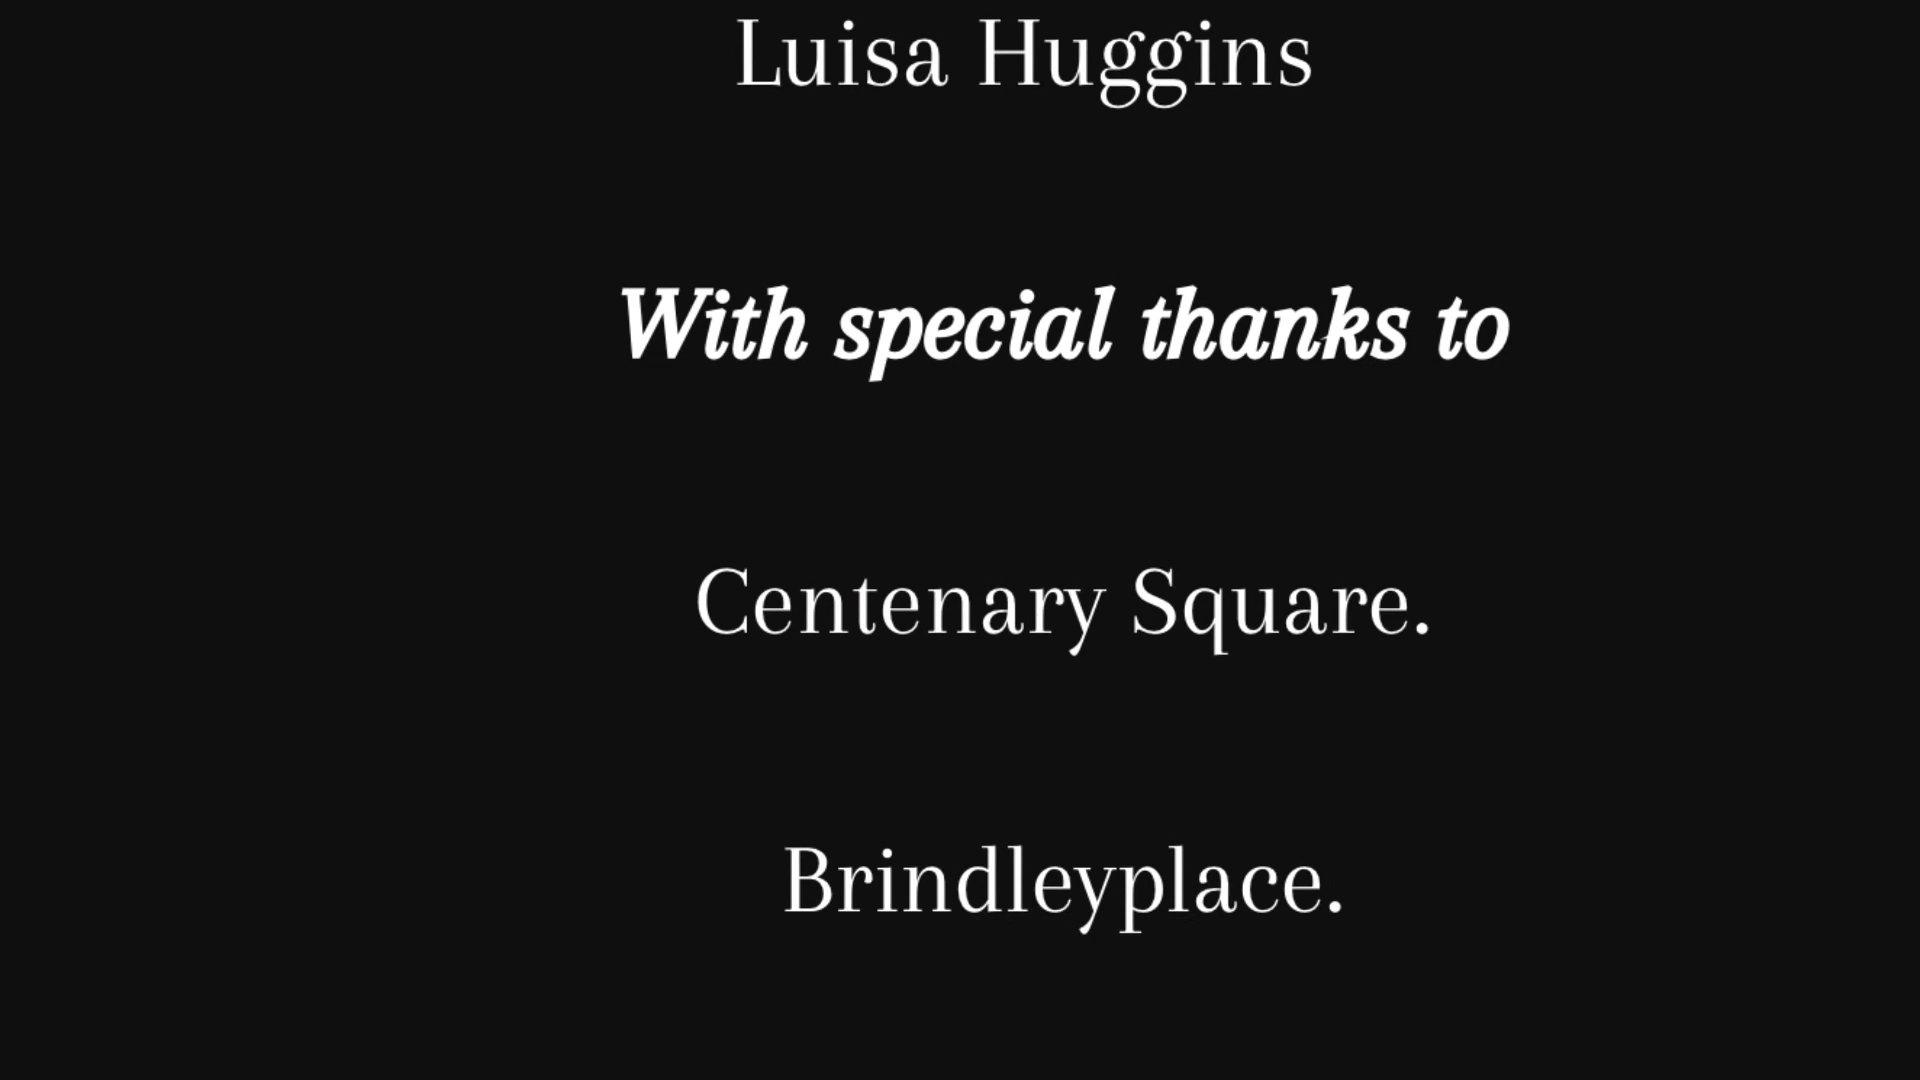 Luisa Huggins
With special thanks to
Centenary Square.
Brindleyplace.